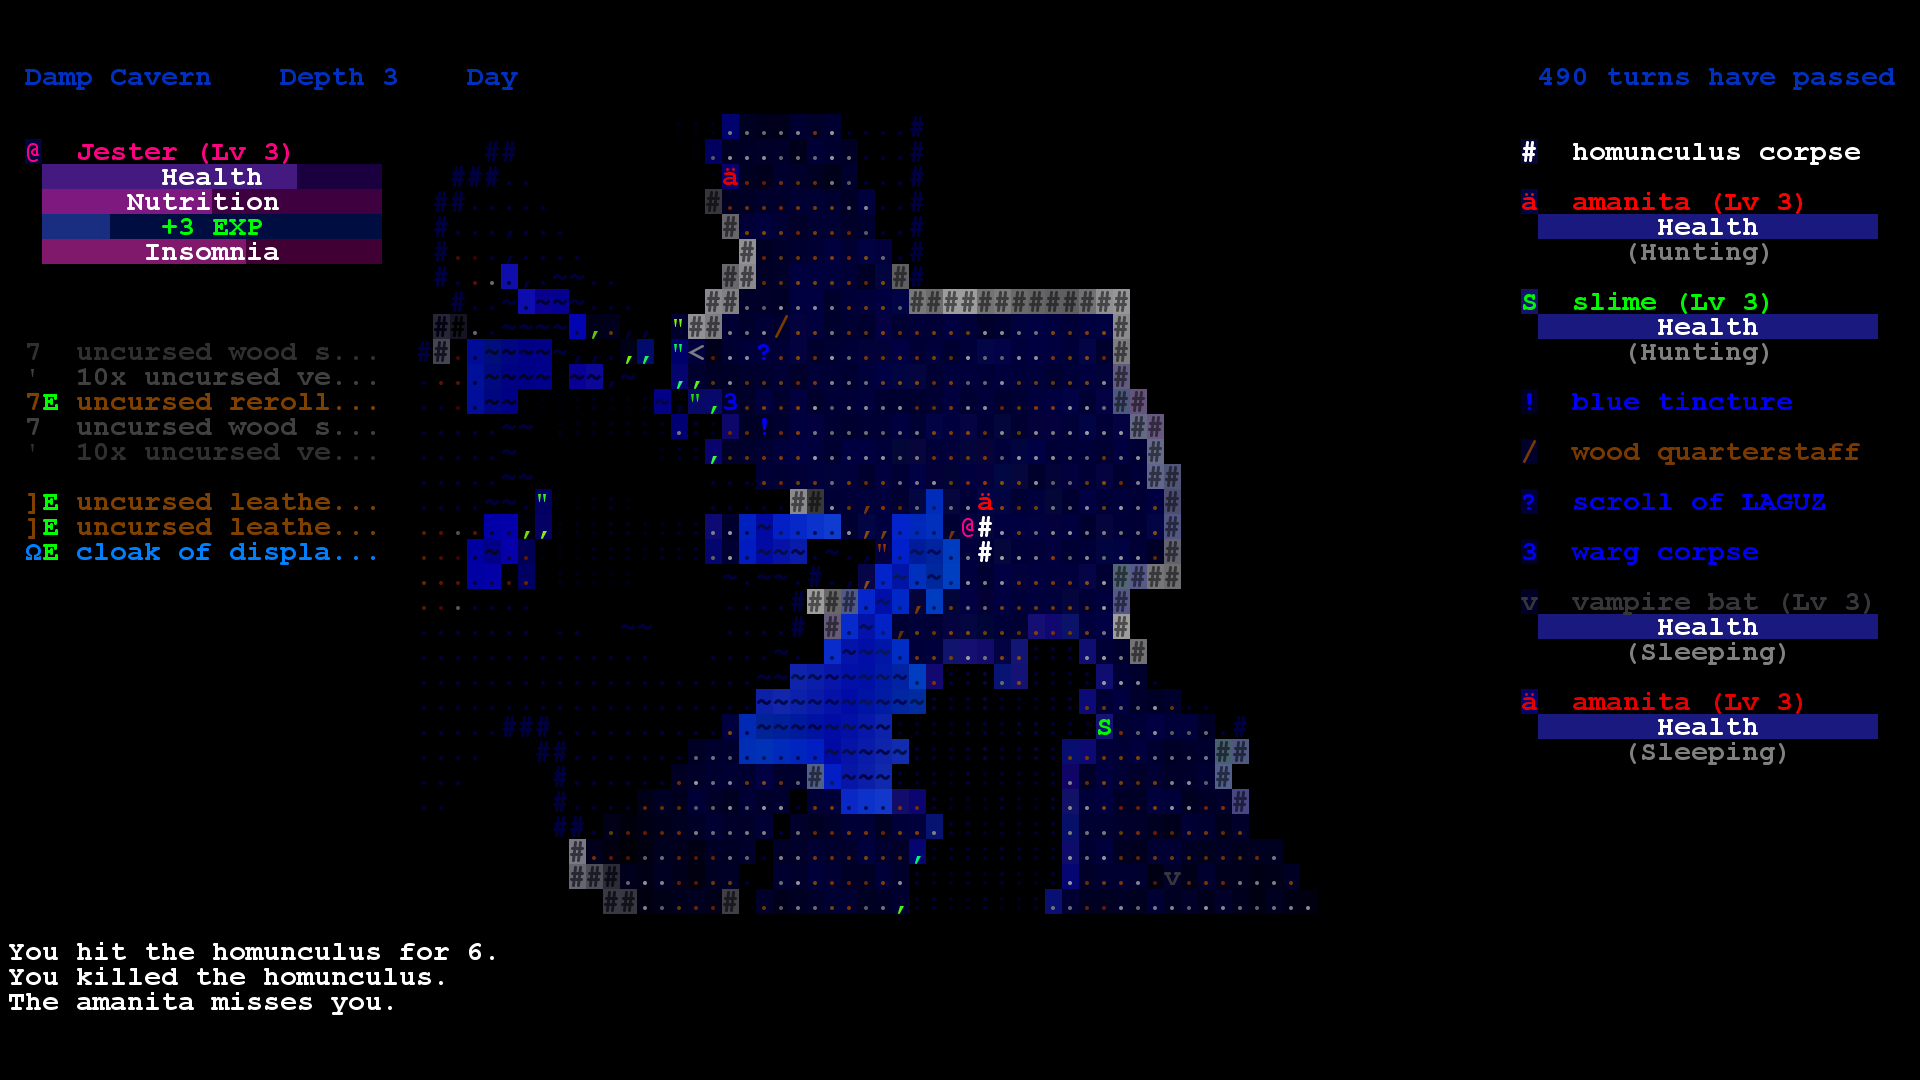 Damp Cavern Depth 3 Day 490 turns have passed
@ Jester (Lv 3)
Health
Nutrition
+3 EXP
Insomnia
7 uncursed wood s...
' 10x uncursed ve...
7E uncursed reroll...
7 uncursed wood s...
' 10x uncursed ve...
]E uncursed leathe...
]E uncursed leathe...
ΩE cloak of displa...
# homunculus corpse
ä amanita (Lv 3)
Health
(Hunting)
S slime (Lv 3)
Health
(Hunting)
! blue tincture
/ wood quarterstaff
? scroll of LAGUZ
3 warg corpse
v vampire bat (Lv 3)
Health
(Sleeping)
ä amanita (Lv 3)
Health
(Sleeping)
You hit the homunculus for 6.
You killed the homunculus.
The amanita misses you.